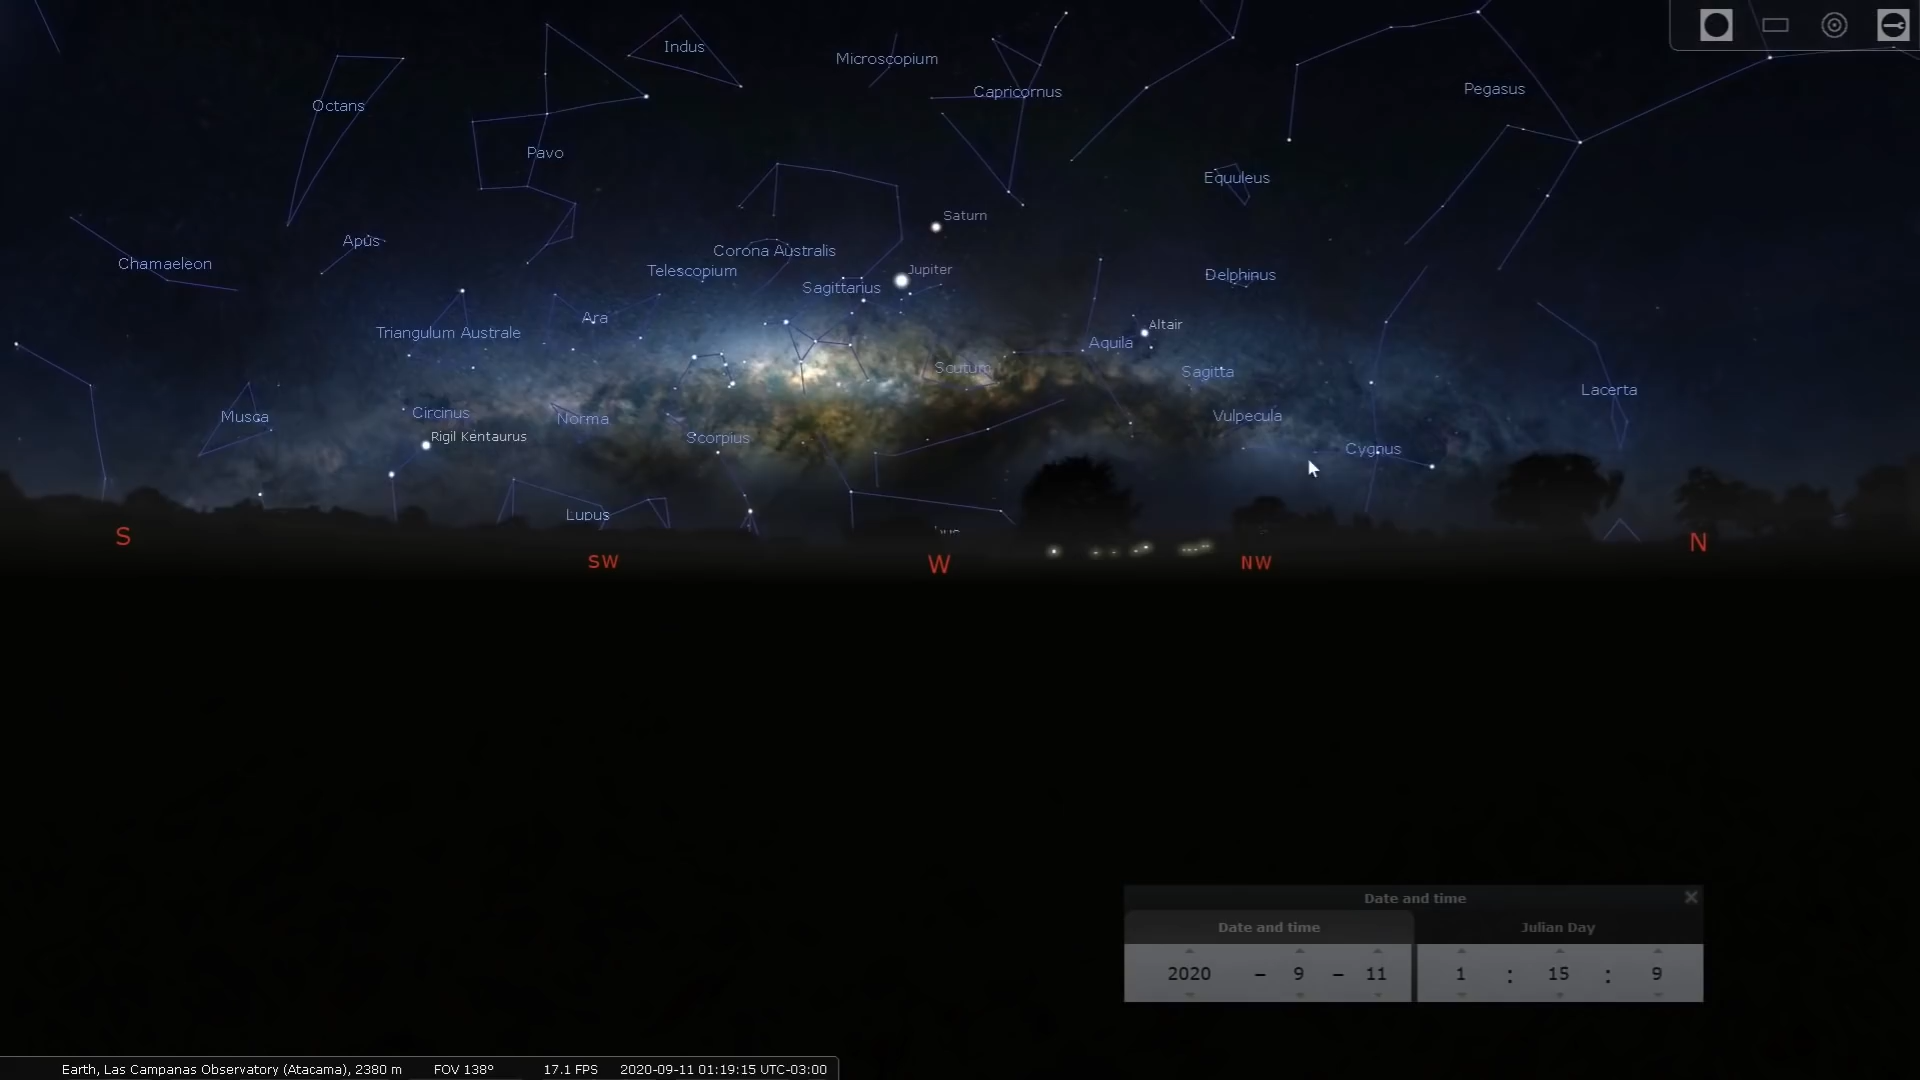 Indus
Microscopium
Capricornus
Pegasus
Octans
Pavo
Equuleus
Saturn
Apus
Corona Australis
Chamaeleon
Telescopium
Jupiter
Delphinus
Sagittarius
Ara
Triangulum Australe
Altair
Aquila
Scutum
Sagitta
Lacerta
Musca
Circinus
Norma
Vulpecula
Rigil Kentaurus
Scorpius
Cygnus
Lupus
S
SW
W
NW
N
Date and time
Date and time
Julian Day
2020 - 9 - 11
1 : 15 : 9
Earth, Las Campanas Observatory (Atacama), 2380 m FOV 138° 17.1 FPS 2020-09-11 01:19:15 UTC-03:00